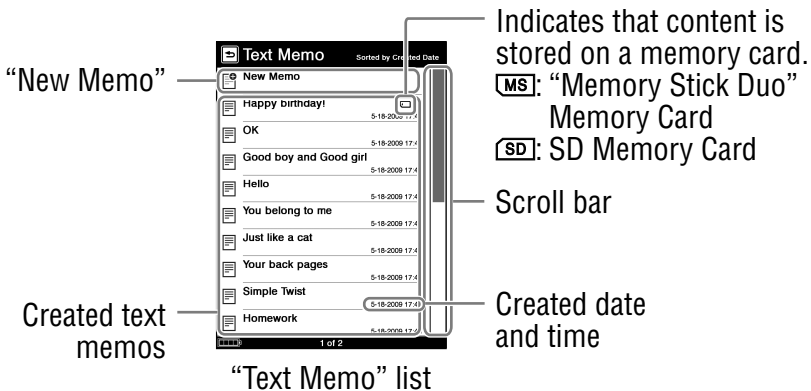 Indicates that content is
stored on a memory card.
MS: “Memory Stick Duo”
Memory Card
SD: SD Memory Card
“New Memo”
Text Memo Sorted by Created Date
New Memo
Happy birthday!
5-18-2009 17:4
OK
5-18-2009 17:4
Good boy and Good girl
5-18-2009 17:4
Hello
5-18-2009 17:4
You belong to me
5-18-2009 17:4
Just like a cat
5-18-2009 17:4
Your back pages
5-18-2009 17:4
Simple Twist
5-18-2009 17:4
Homework
5-18-2009 17:4
1 of 2
Scroll bar
Created date
and time
Created text
memos
“Text Memo” list